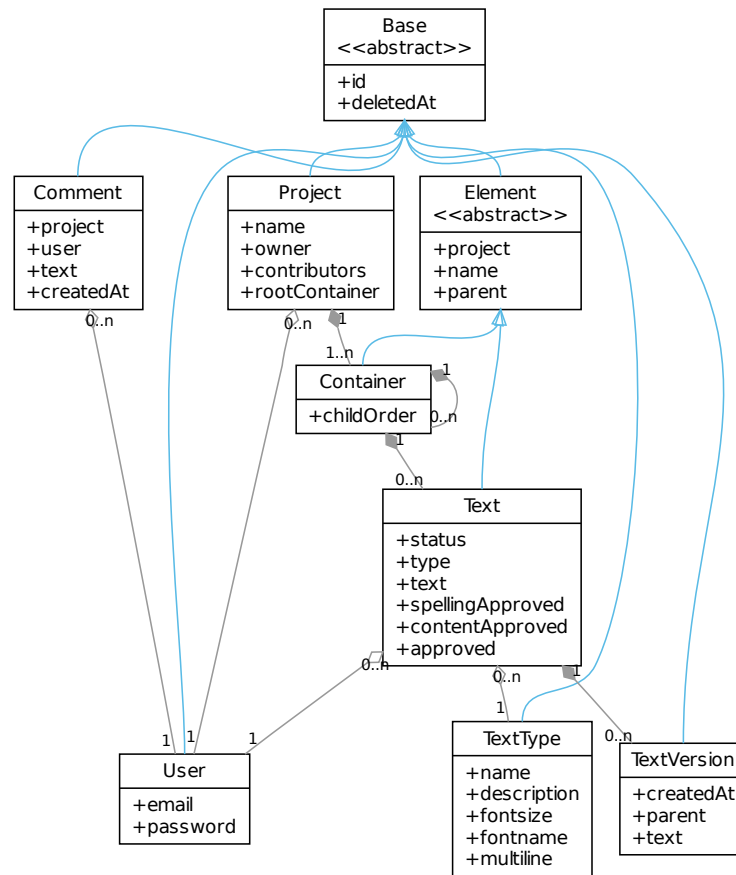 Base
<<abstract>>
+id
+deletedAt
Comment
+project
+user
+text
+createdAt
0..n
Project
+name
+owner
+contributors
+rootContainer
0..n
1
Element
<<abstract>>
+project
+name
+parent
1..n
Container
+childOrder
1
0..n
1
0..n
Text
+status
+type
+text
+spellingApproved
+contentApproved
+approved
0..n
0..n
1
1
1
1
1
0..n
User
+email
+password
TextType
+name
+description
+fontsize
+fontname
+multiline
TextVersion
+createdAt
+parent
+text